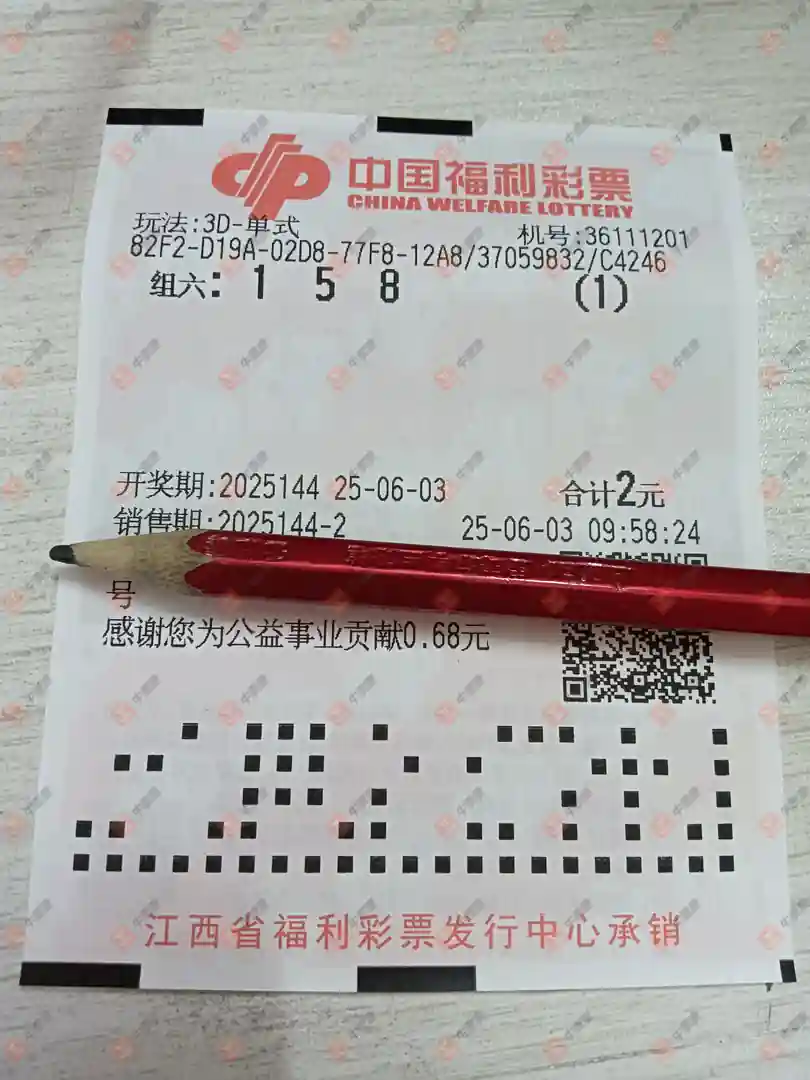 中国福利彩票
CHINA WELFARE LOTTERY
玩法:3D-单式 机号:36111201
82F2-D19A-02D8-77F8-12A8/37059832/C4246
组六: 1 5 8 (1)
开奖期:2025144 25-06-03 合计2元
销售期:2025144-2 25-06-03 09:58:24
号
感谢您为公益事业贡献0.68元
江西省福利彩票发行中心承销